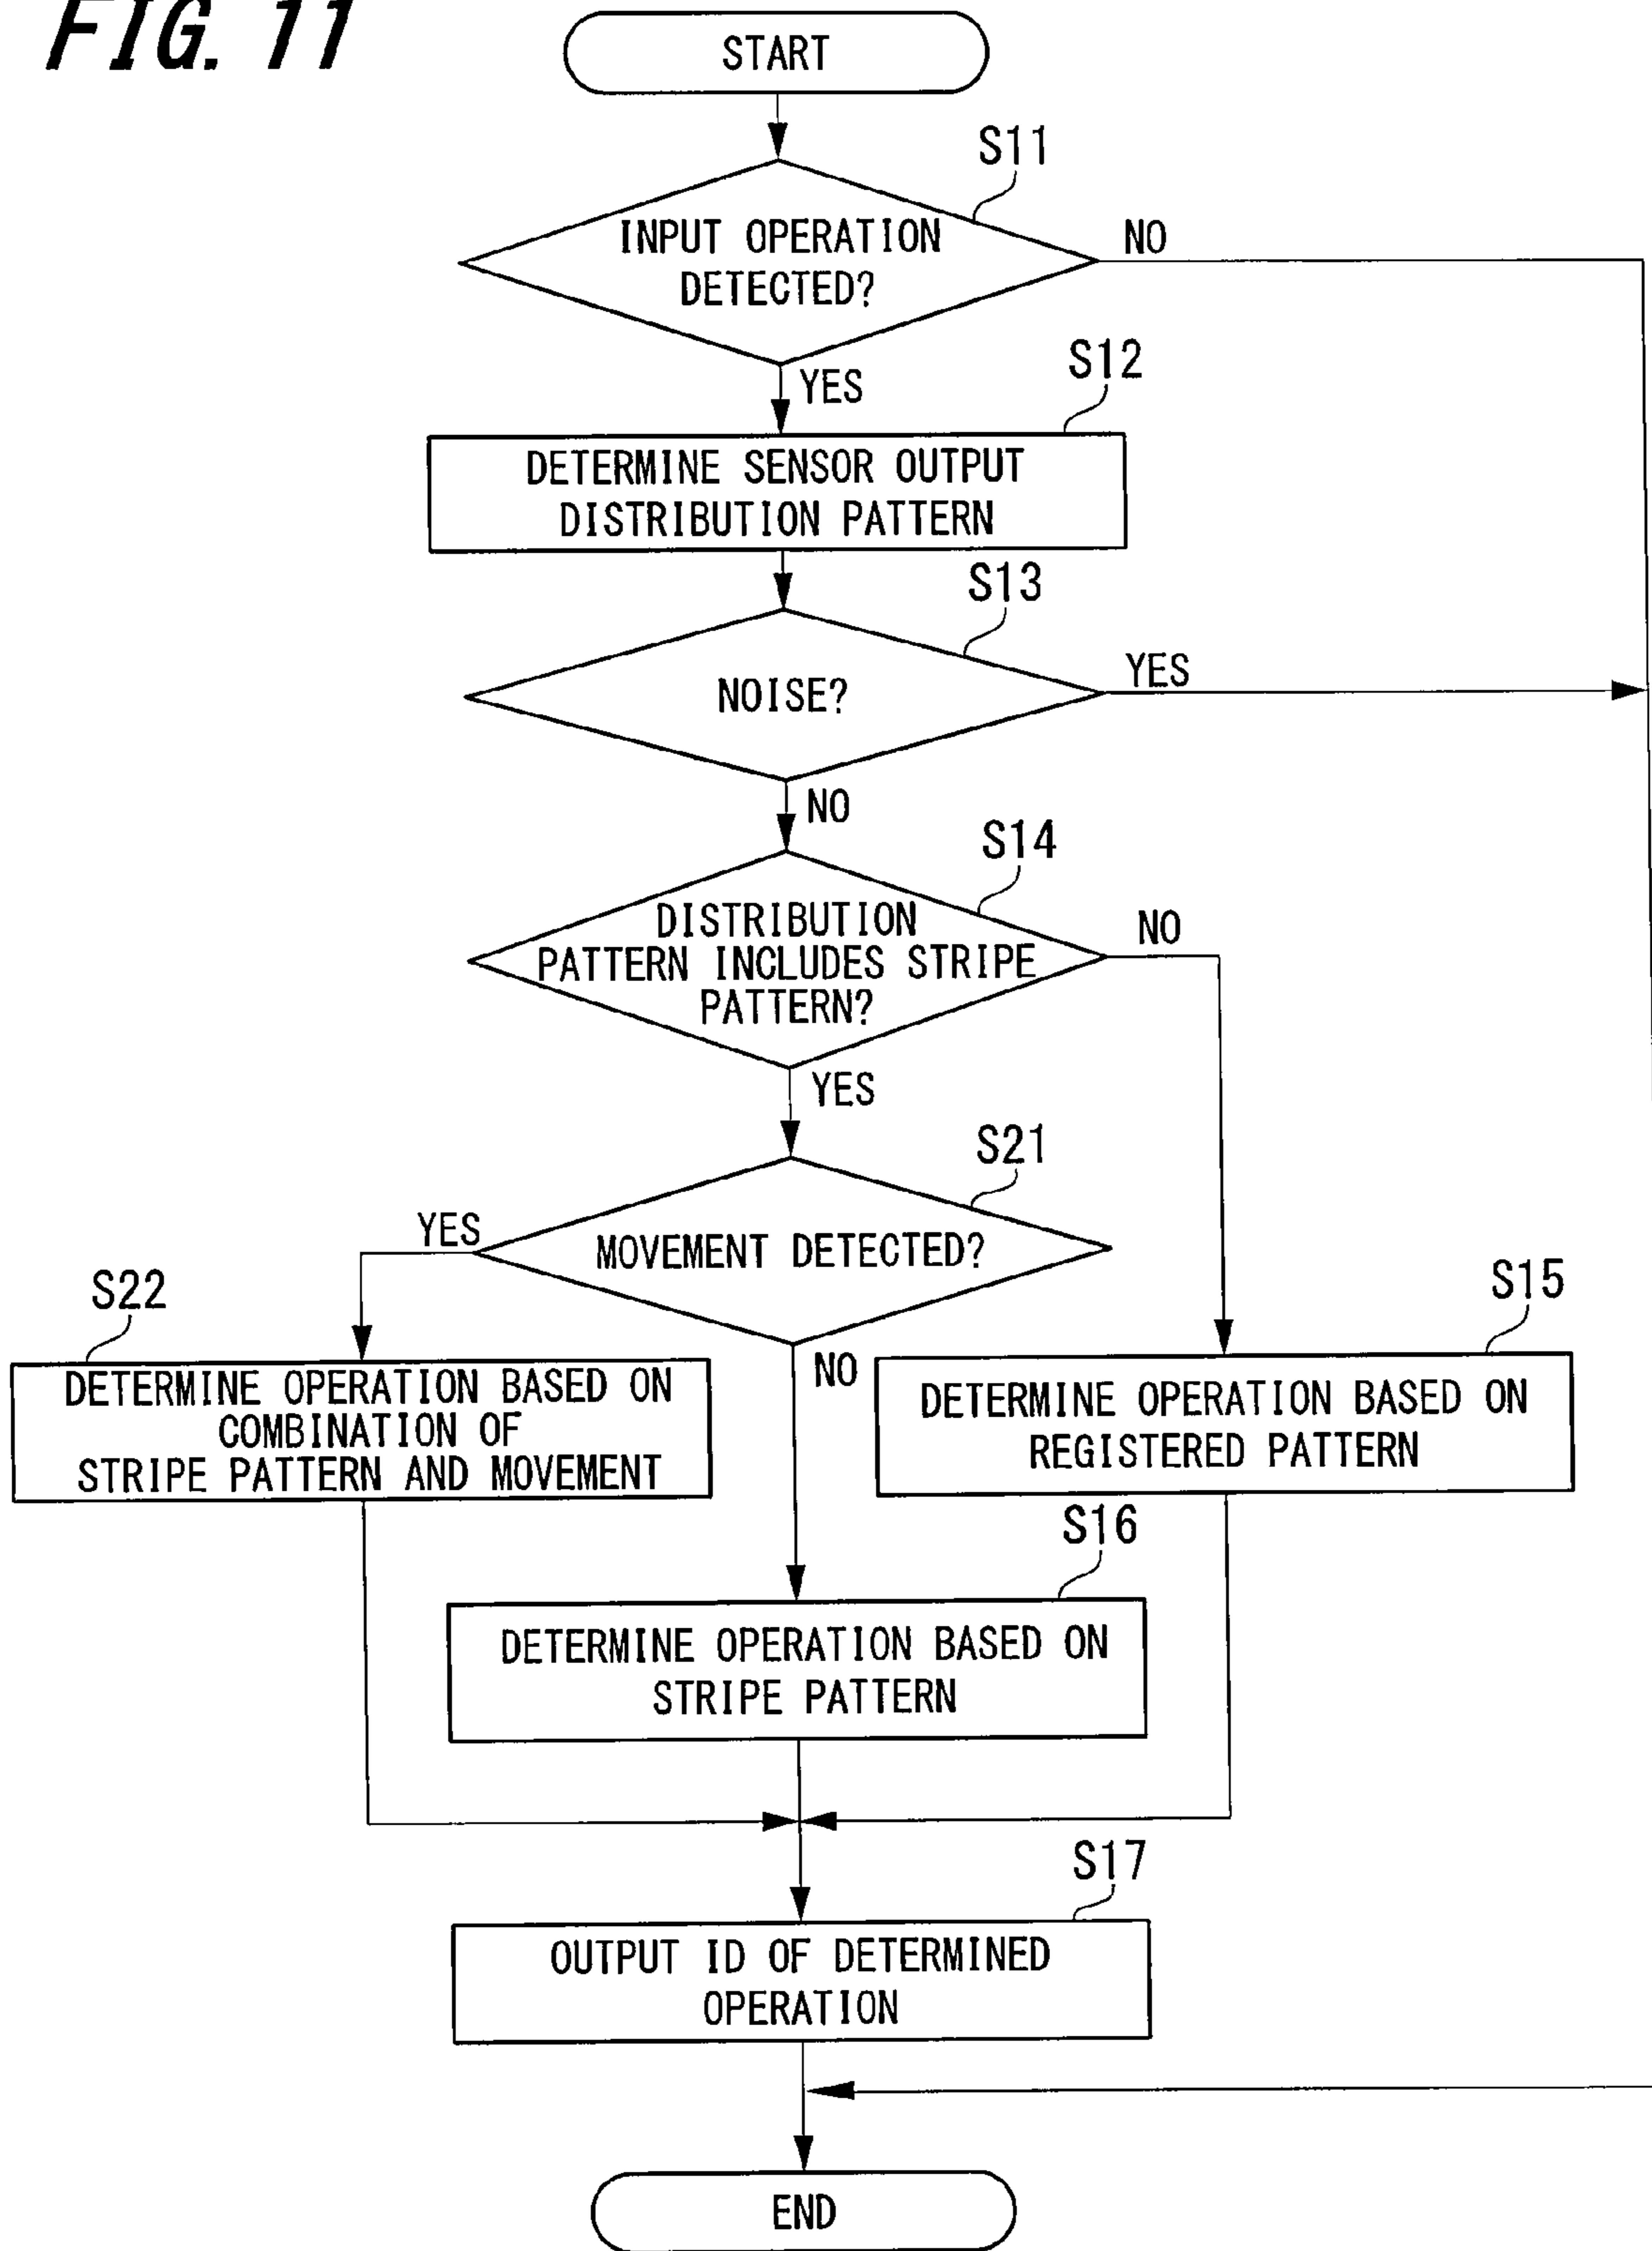 FIG. 11
START
S11
INPUT OPERATION
DETECTED?
NO
YES
S12
DETERMINE SENSOR OUTPUT
DISTRIBUTION PATTERN
S13
NOISE?
YES
NO
S14
DISTRIBUTION
PATTERN INCLUDES STRIPE
PATTERN?
NO
YES
S21
MOVEMENT DETECTED?
YES
NO
S22
DETERMINE OPERATION BASED ON
COMBINATION OF
STRIPE PATTERN AND MOVEMENT
S15
DETERMINE OPERATION BASED ON
REGISTERED PATTERN
S16
DETERMINE OPERATION BASED ON
STRIPE PATTERN
S17
OUTPUT ID OF DETERMINED
OPERATION
END